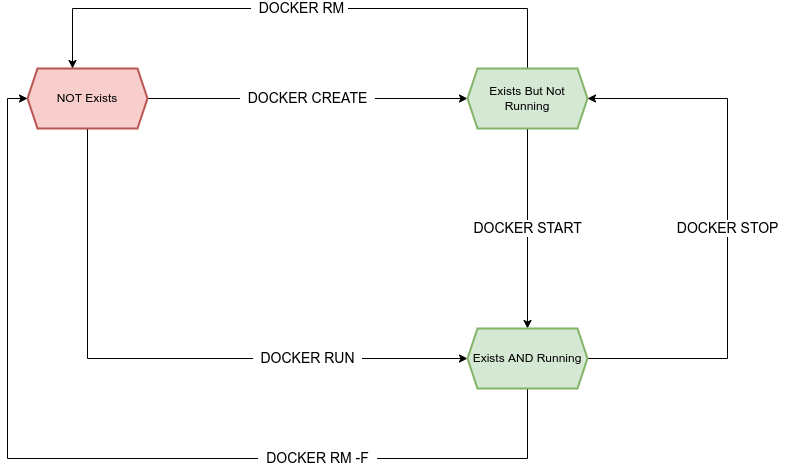 DOCKER RM
NOT Exists
DOCKER CREATE
Exists But Not
Running
DOCKER START
DOCKER STOP
DOCKER RUN
Exists AND Running
DOCKER RM -F